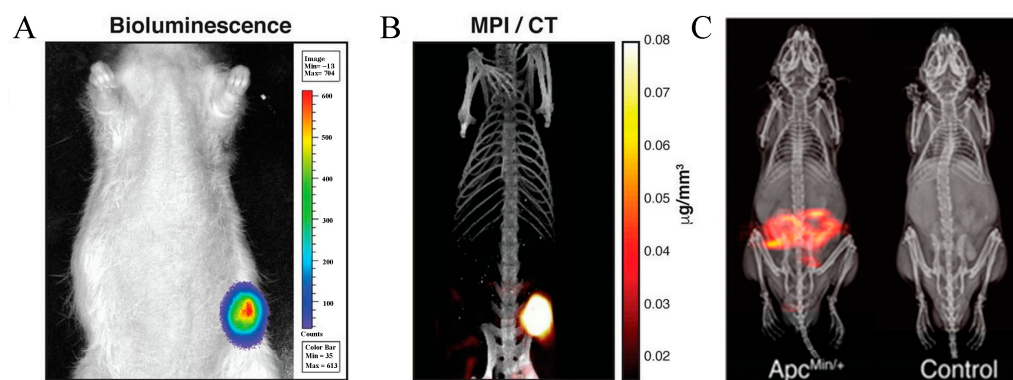 A
Bioluminescence
Image
Min= -13
Max= 704
600
500
400
300
200
100
Counts
Color Bar
Min = 35
Max = 613
B
MPI / CT
0.08
0.07
0.06
0.05
0.04
0.03
0.02
µg/mm³
C
ApcMin/+
Control